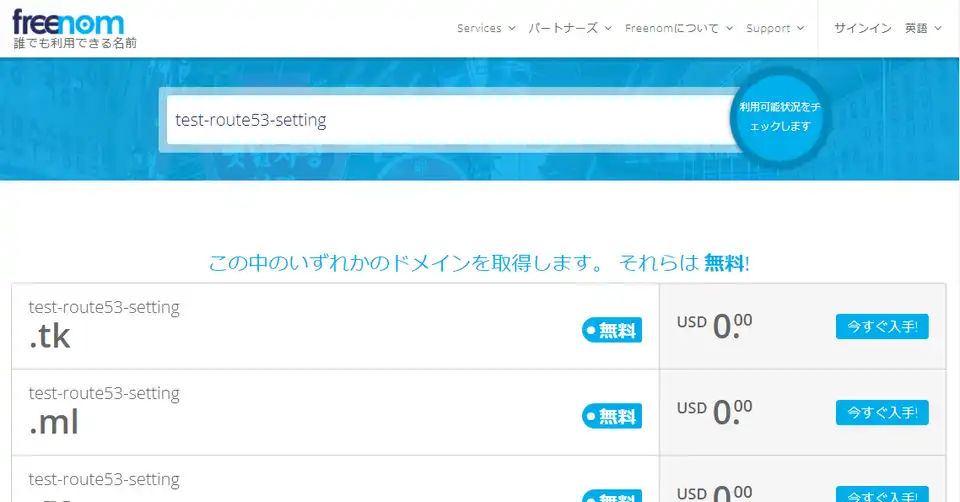 freenom
誰でも利用できる名前
Services パートナーズ Freenomについて Support サインイン 英語
test-route53-setting
利用可能状況をチ
ェックします
この中のいずれかのドメインを取得します。 それらは 無料!
test-route53-setting
.tk
無料
USD 0.00
今すぐ入手!
test-route53-setting
.ml
無料
USD 0.00
今すぐ入手!
test-route53-setting
無料
USD 0.00
今すぐ入手!